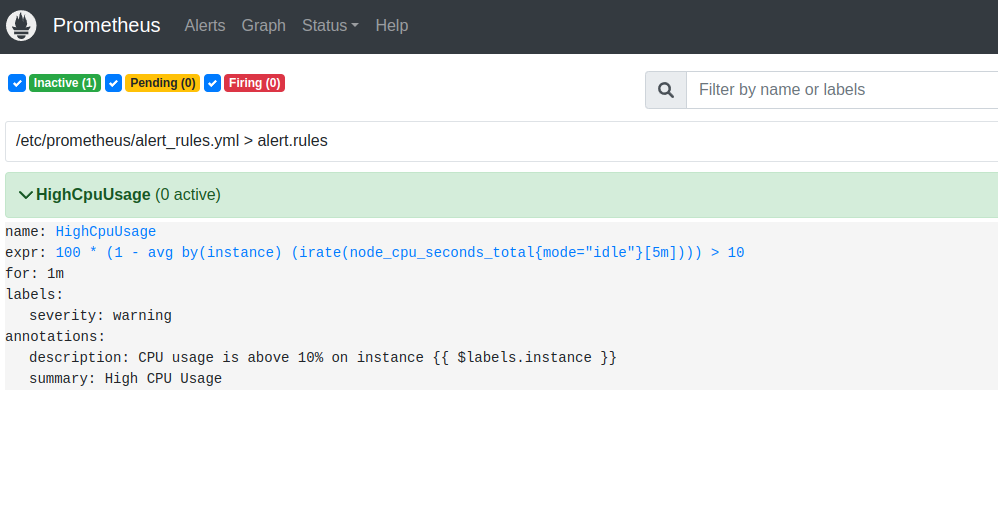 Prometheus Alerts Graph Status Help
Inactive (1) Pending (0) Firing (0)
Filter by name or labels
/etc/prometheus/alert_rules.yml > alert.rules
HighCpuUsage (0 active)
name: HighCpuUsage
expr: 100 * (1 - avg by(instance) (irate(node_cpu_seconds_total{mode="idle"}[5m]))) > 10
for: 1m
labels:
severity: warning
annotations:
description: CPU usage is above 10% on instance {{ $labels.instance }}
summary: High CPU Usage